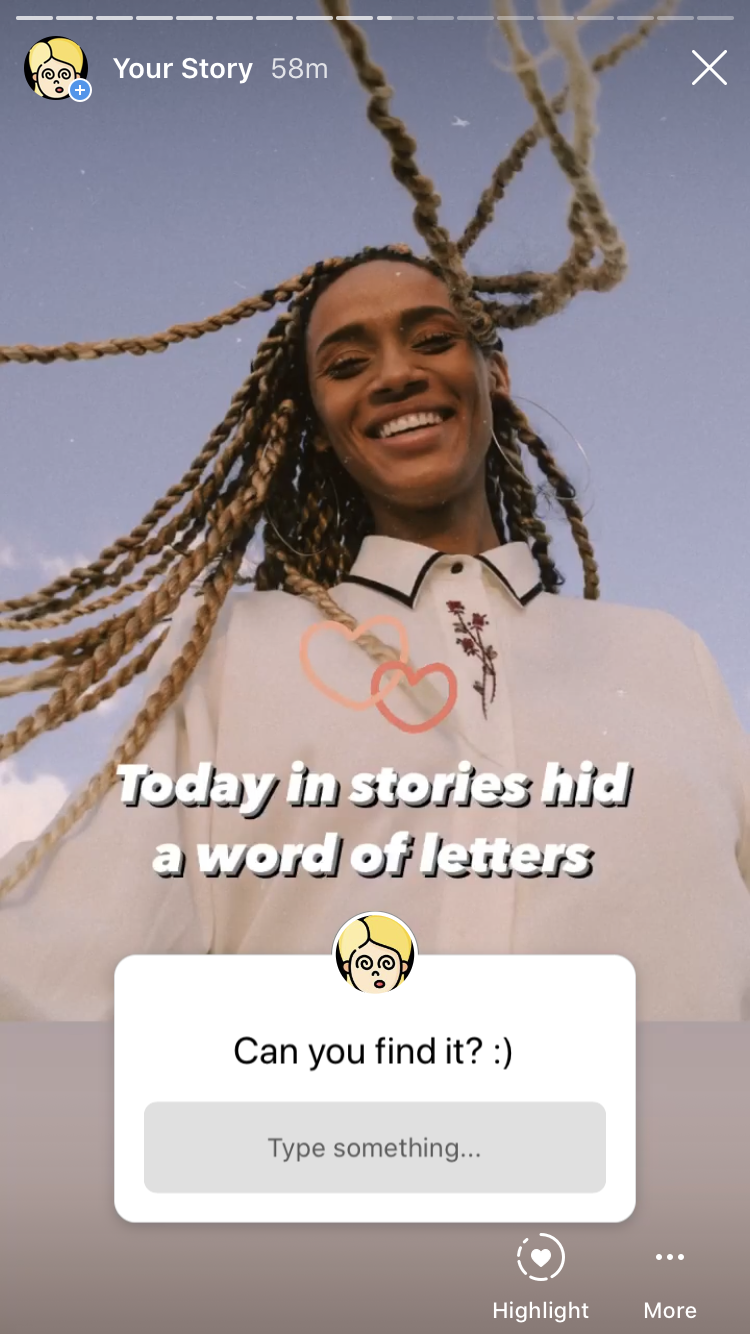 Your Story 58m
Today in stories hid
a word of letters
Can you find it? :)
Type something...
Highlight More